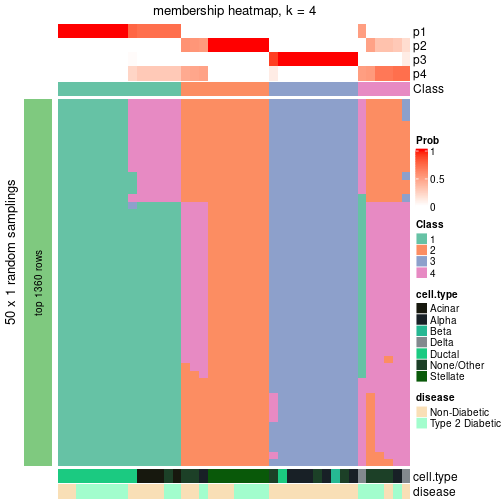 membership heatmap, k = 4
p1
p2
p3
p4
Class
50 x 1 random samplings
top 1360 rows
Prob
1
0.5
0
Class
1
2
3
4
cell.type
Acinar
Alpha
Beta
Delta
Ductal
None/Other
Stellate
disease
Non-Diabetic
Type 2 Diabetic
cell.type
disease